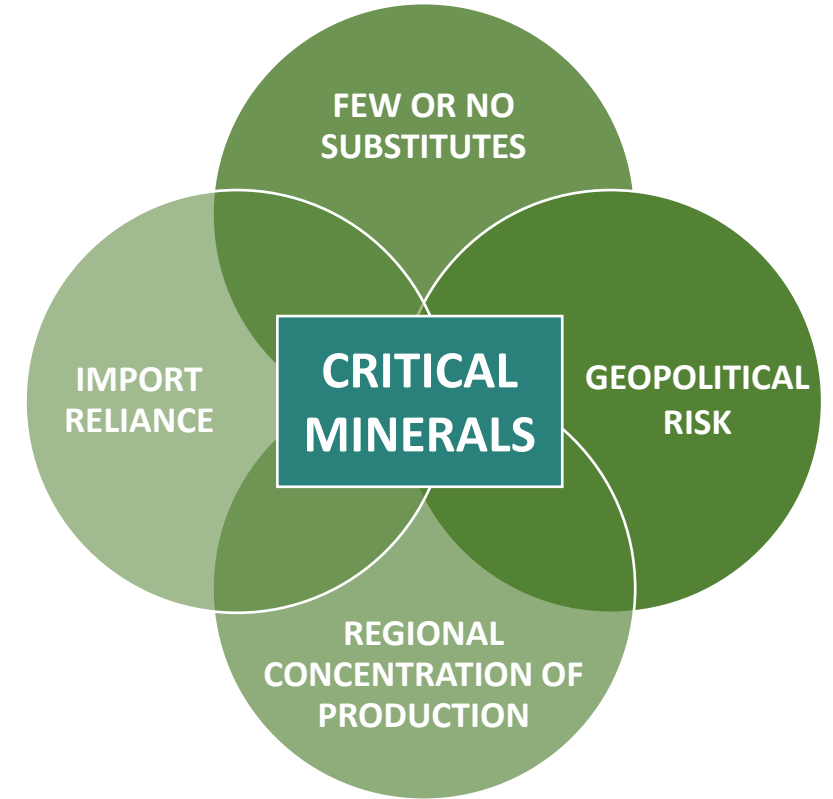 FEW OR NO
SUBSTITUTES
IMPORT
RELIANCE
CRITICAL
MINERALS
GEOPOLITICAL
RISK
REGIONAL
CONCENTRATION OF
PRODUCTION